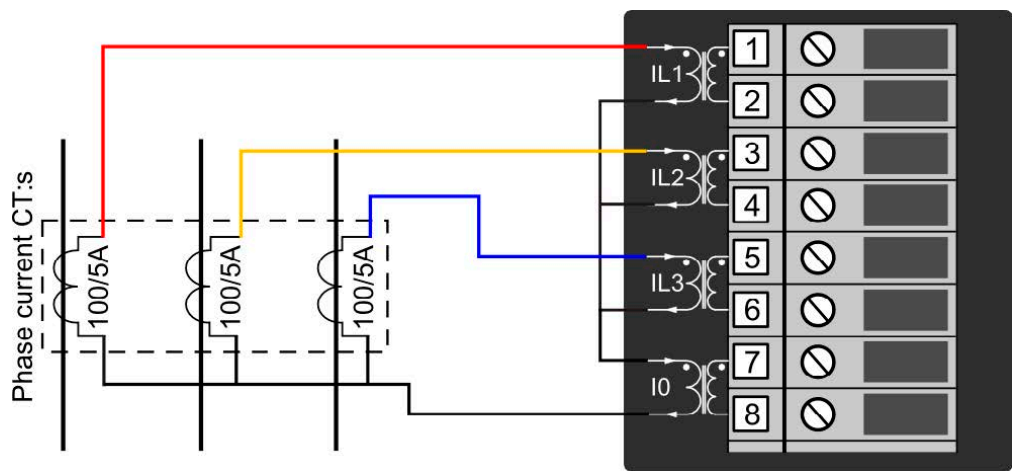 Phase current CT:s
100/5A
100/5A
100/5A
IL1
1
2
IL2
3
4
IL3
5
6
I0
7
8